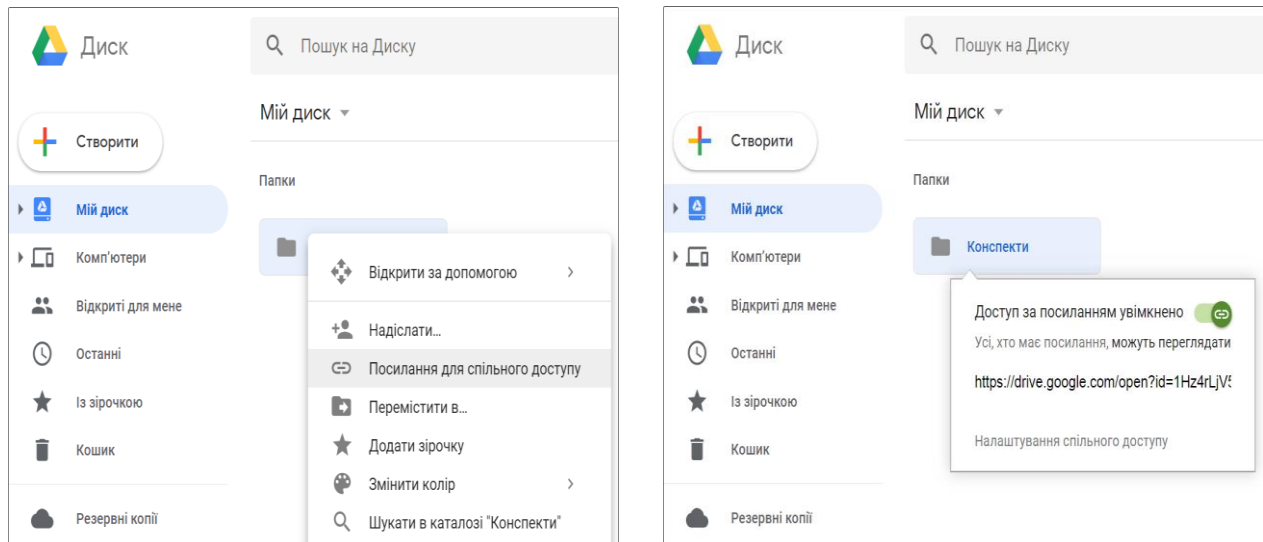 Диск
Пошук на Диску
Мій диск
Створити
Папки
Мій диск
Комп'ютери
Відкрити за допомогою
Відкриті для мене
Надіслати...
Останні
Посилання для спільного доступу
Із зірочкою
Перемістити в...
Кошик
Додати зірочку
Змінити колір
Резервні копії
Шукати в каталозі "Конспекти"
Диск
Пошук на Диску
Мій диск
Створити
Папки
Мій диск
Конспекти
Комп'ютери
Відкриті для мене
Доступ за посиланням увімкнено
Усі, хто має посилання, можуть переглядати
Останні
https://drive.google.com/open?id=1Hz4rLjV5
Із зірочкою
Кошик
Налаштування спільного доступу
Резервні копії